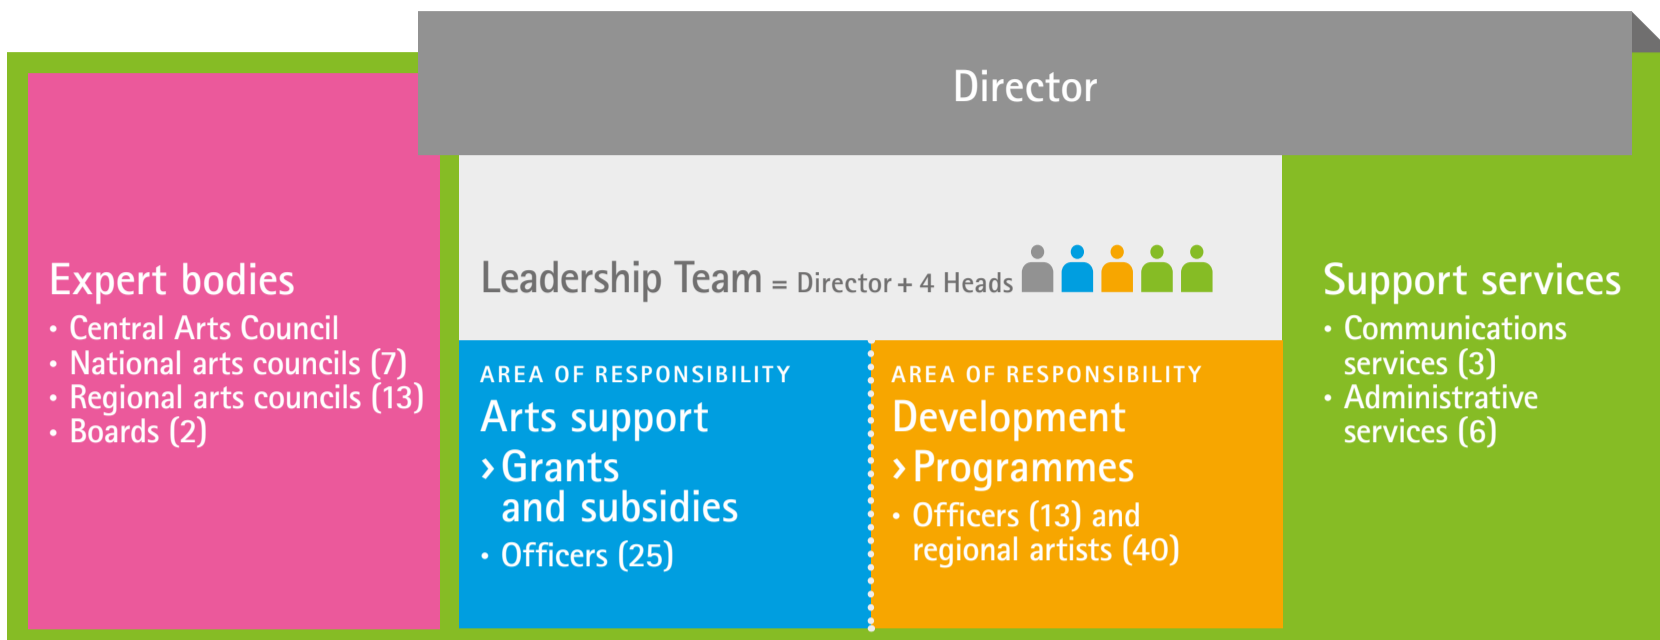 Director
Expert bodies
• Central Arts Council
• National arts councils (7)
• Regional arts councils (13)
• Boards (2)
Leadership Team = Director + 4 Heads
AREA OF RESPONSIBILITY
Arts support
› Grants
and subsidies
• Officers (25)
AREA OF RESPONSIBILITY
Development
› Programmes
• Officers (13) and
regional artists (40)
Support services
• Communications
services (3)
• Administrative
services (6)